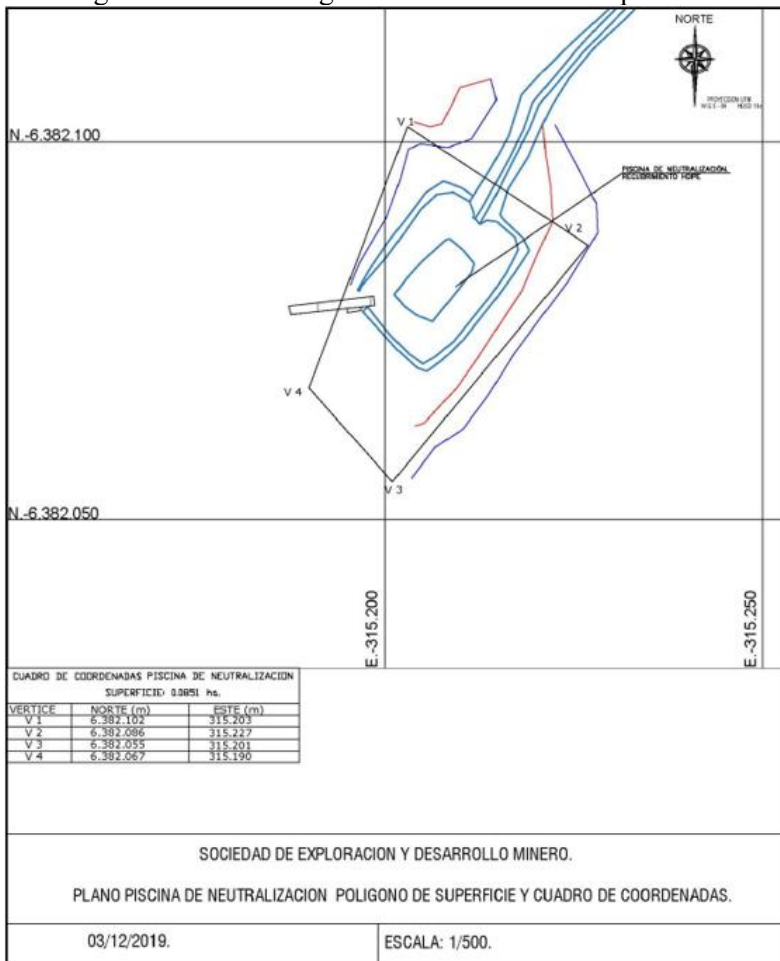 NORTE
PROYECCION UTM
V 1
N.-6.382.100
PISCINA DE NEUTRALIZACION.
RECUBRIMIENTO HDPE
V 2
V 4
V 3
N.-6.382.050
E.-315.200
E.-315.250
CUADRO DE COORDENADAS PISCINA DE NEUTRALIZACION
SUPERFICIE: 0.0851 hs.
VERTICE NORTE (m) ESTE (m)
V 1 6.382.102 315.203
V 2 6.382.086 315.227
V 3 6.382.055 315.201
V 4 6.382.067 315.190
SOCIEDAD DE EXPLORACION Y DESARROLLO MINERO.
PLANO PISCINA DE NEUTRALIZACION POLIGONO DE SUPERFICIE Y CUADRO DE COORDENADAS.
03/12/2019.
ESCALA: 1/500.